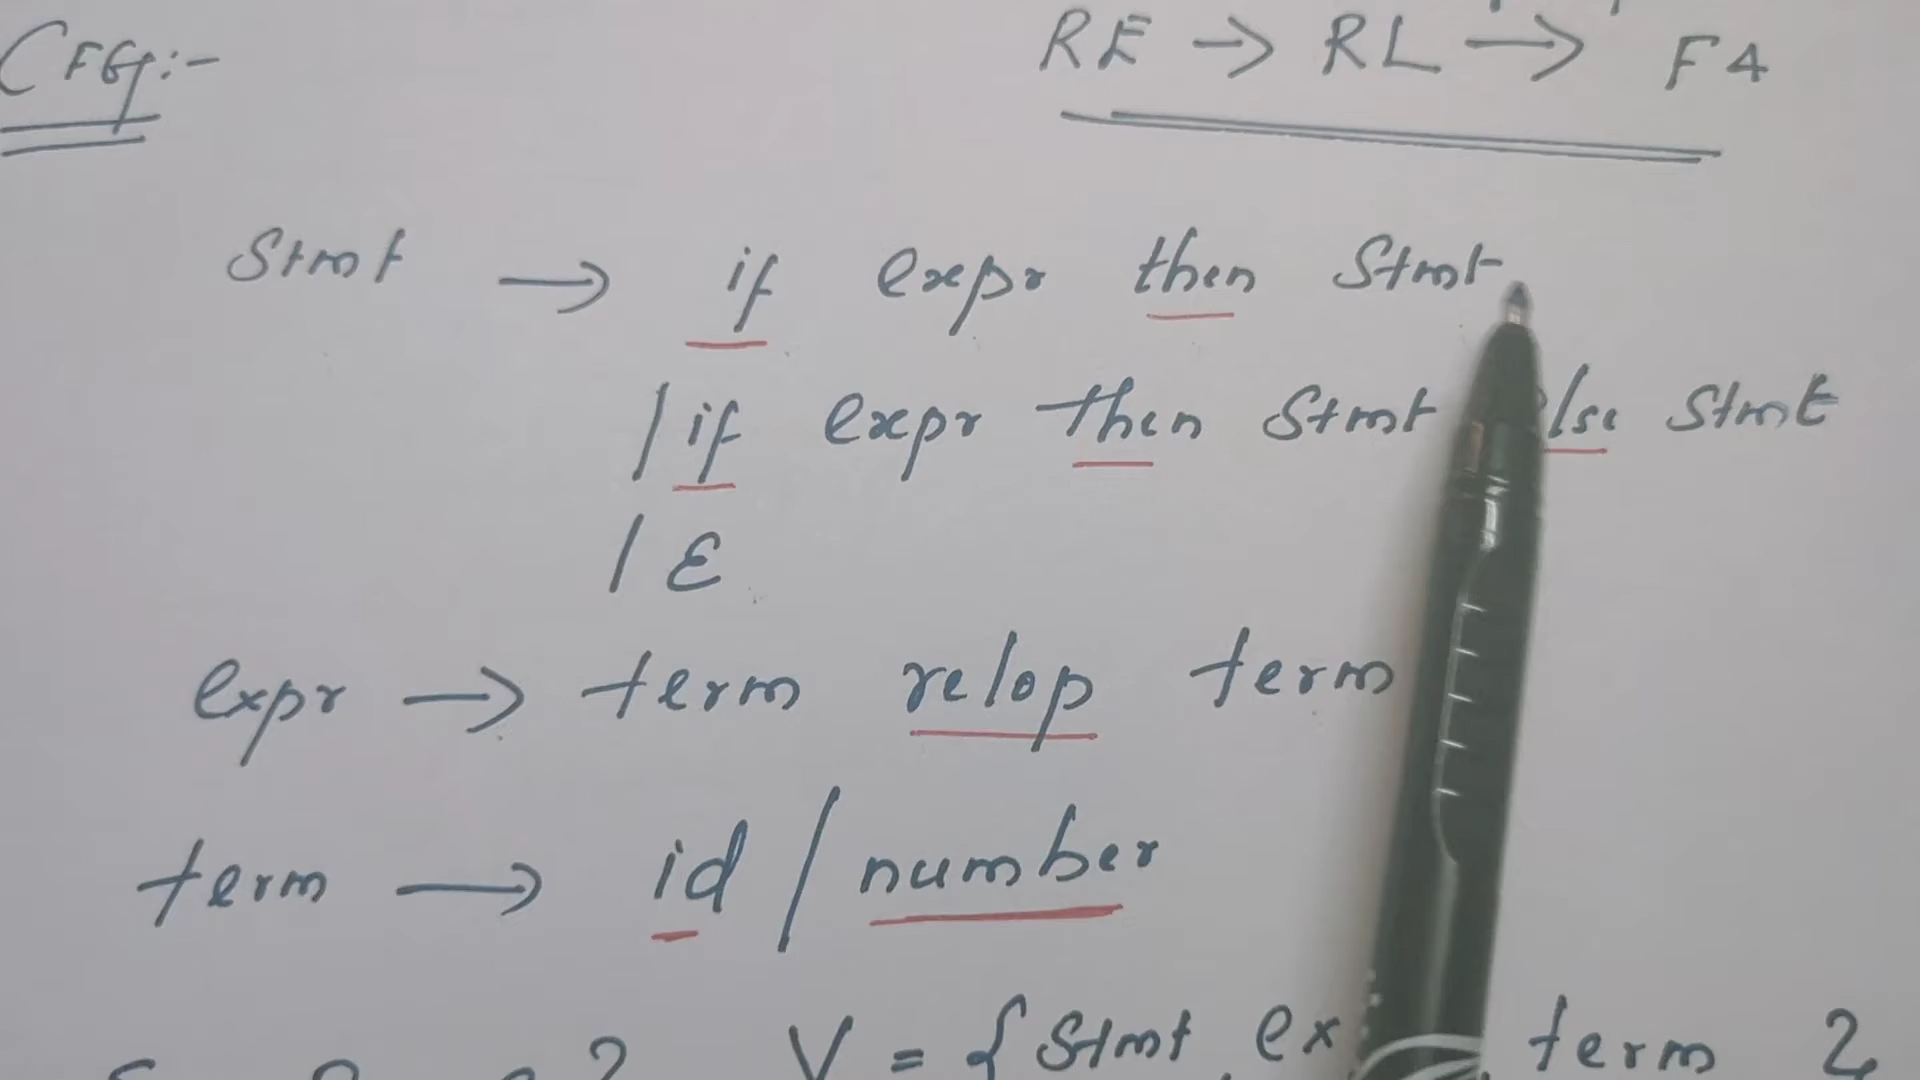 CFG:-
RE → RL → FA
Stmt → if expr then Stmt
/ if expr then Stmt else Stmt
/ ε
expr → term relop term
term → id / number
V = { Stmt, ex term }